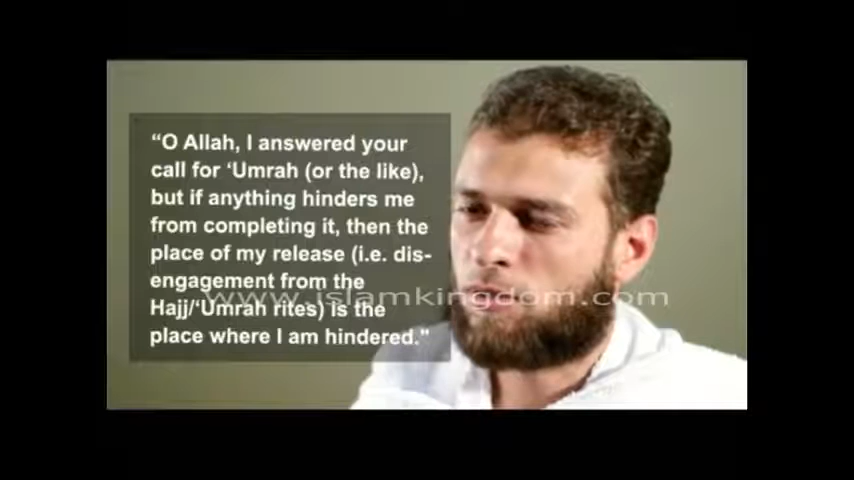 “O Allah, I answered your
call for ‘Umrah (or the like),
but if anything hinders me
from completing it, then the
place of my release (i.e. dis-
engagement from the
Hajj/‘Umrah rites) is the
place where I am hindered."
www.islamkingdom.com